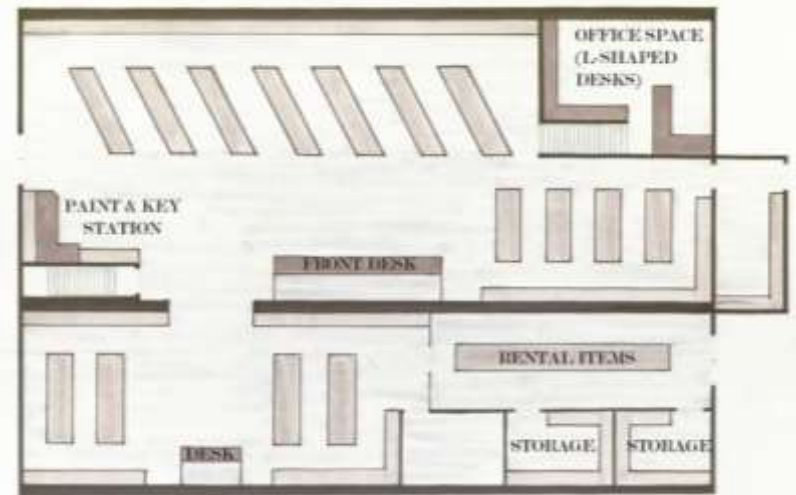 OFFICE SPACE
(L-SHAPED
DESKS)
PAINT & KEY
STATION
FRONT DESK
RENTAL ITEMS
DESK
STORAGE
STORAGE